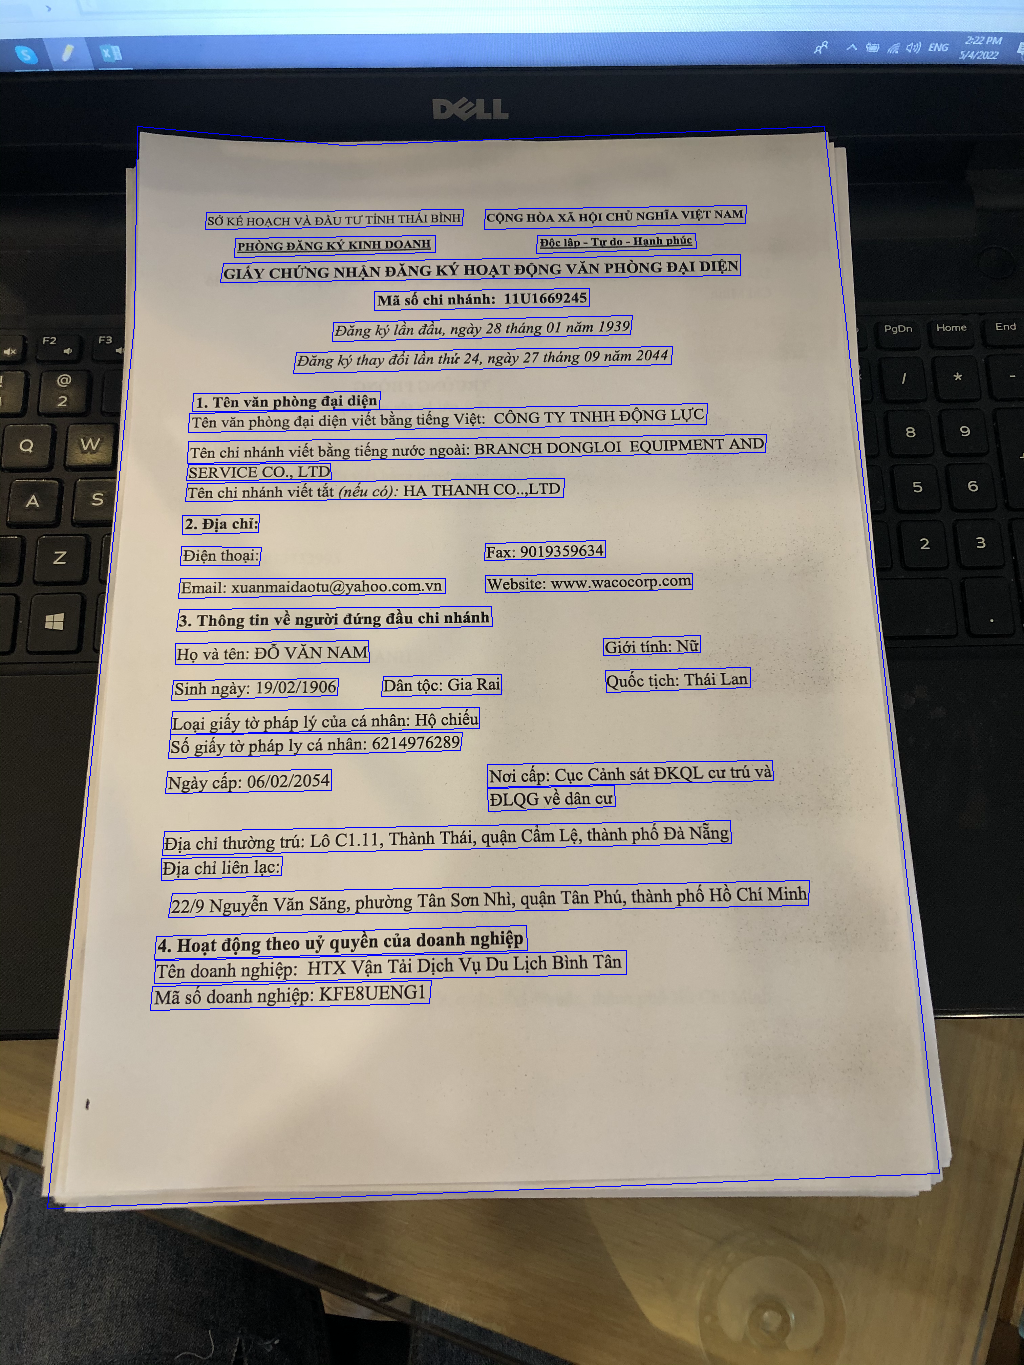 2:22 PM
ENG
5/4/2022
DELL
SỞ KẾ HOẠCH VÀ ĐẦU TƯ TỈNH THÁI BÌNH
CỘNG HÒA XÃ HỘI CHỦ NGHĨA VIỆT NAM
PHÒNG ĐĂNG KÝ KINH DOANH
Độc lập - Tự do - Hạnh phúc
GIẤY CHỨNG NHẬN ĐĂNG KÝ HOẠT ĐỘNG VĂN PHÒNG ĐẠI DIỆN
Mã số chi nhánh: 11U1669245
Đăng ký lần đầu, ngày 28 tháng 01 năm 1939
Đăng ký thay đổi lần thứ 24, ngày 27 tháng 09 năm 2044
1. Tên văn phòng đại diện
Tên văn phòng đại diện viết bằng tiếng Việt: CÔNG TY TNHH ĐỘNG LỰC
Tên chi nhánh viết bằng tiếng nước ngoài: BRANCH DONGLOI EQUIPMENT AND
SERVICE CO., LTD
Tên chi nhánh viết tắt (nếu có): HA THANH CO..,LTD
2. Địa chỉ:
Điện thoại:
Fax: 9019359634
Email: xuanmaidaotu@yahoo.com.vn
Website: www.wacocorp.com
3. Thông tin về người đứng đầu chi nhánh
Họ và tên: ĐỖ VĂN NAM
Giới tính: Nữ
Sinh ngày: 19/02/1906
Dân tộc: Gia Rai
Quốc tịch: Thái Lan
Loại giấy tờ pháp lý của cá nhân: Hộ chiếu
Số giấy tờ pháp ly cá nhân: 6214976289
Ngày cấp: 06/02/2054
Nơi cấp: Cục Cảnh sát ĐKQL cư trú và
ĐLQG về dân cư
Địa chỉ thường trú: Lô C1.11, Thành Thái, quận Cẩm Lệ, thành phố Đà Nẵng
Địa chỉ liên lạc:
22/9 Nguyễn Văn Săng, phường Tân Sơn Nhì, quận Tân Phú, thành phố Hồ Chí Minh
4. Hoạt động theo uỷ quyền của doanh nghiệp
Tên doanh nghiệp: HTX Vận Tải Dịch Vụ Du Lịch Bình Tân
Mã số doanh nghiệp: KFE8UENG1
F2
F3
PgDn
Home
End
@
2
/
*
-
Q
W
8
9
A
S
5
6
Z
2
3
.